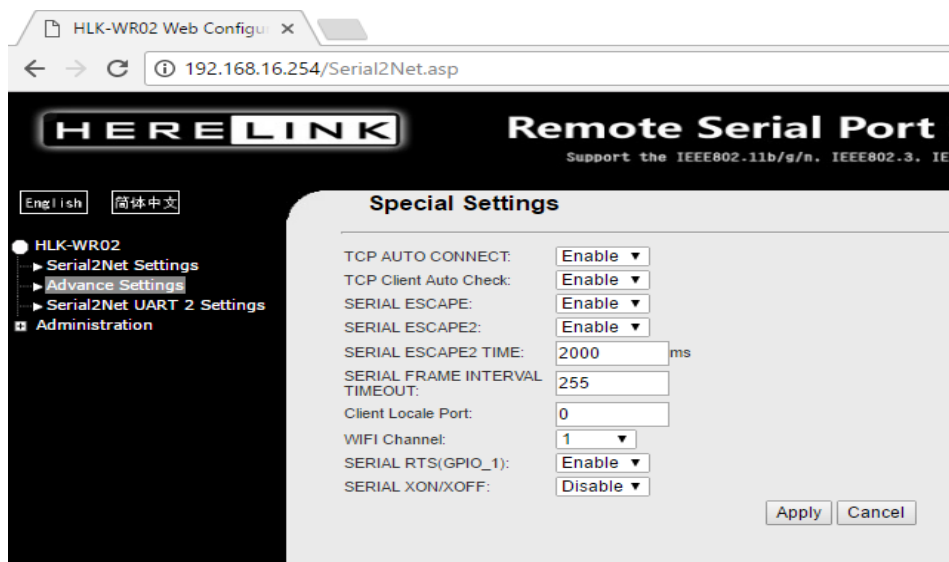 HLK-WR02 Web Configur
192.168.16.254/Serial2Net.asp
HERELINK
Remote Serial Port
Support the IEEE802.11b/g/n. IEEE802.3. IE
English 简体中文
Special Settings
HLK-WR02
Serial2Net Settings
Advance Settings
Serial2Net UART 2 Settings
Administration
TCP AUTO CONNECT: Enable
TCP Client Auto Check: Enable
SERIAL ESCAPE: Enable
SERIAL ESCAPE2: Enable
SERIAL ESCAPE2 TIME: 2000 ms
SERIAL FRAME INTERVAL
TIMEOUT: 255
Client Locale Port: 0
WIFI Channel: 1
SERIAL RTS(GPIO_1): Enable
SERIAL XON/XOFF: Disable
Apply Cancel